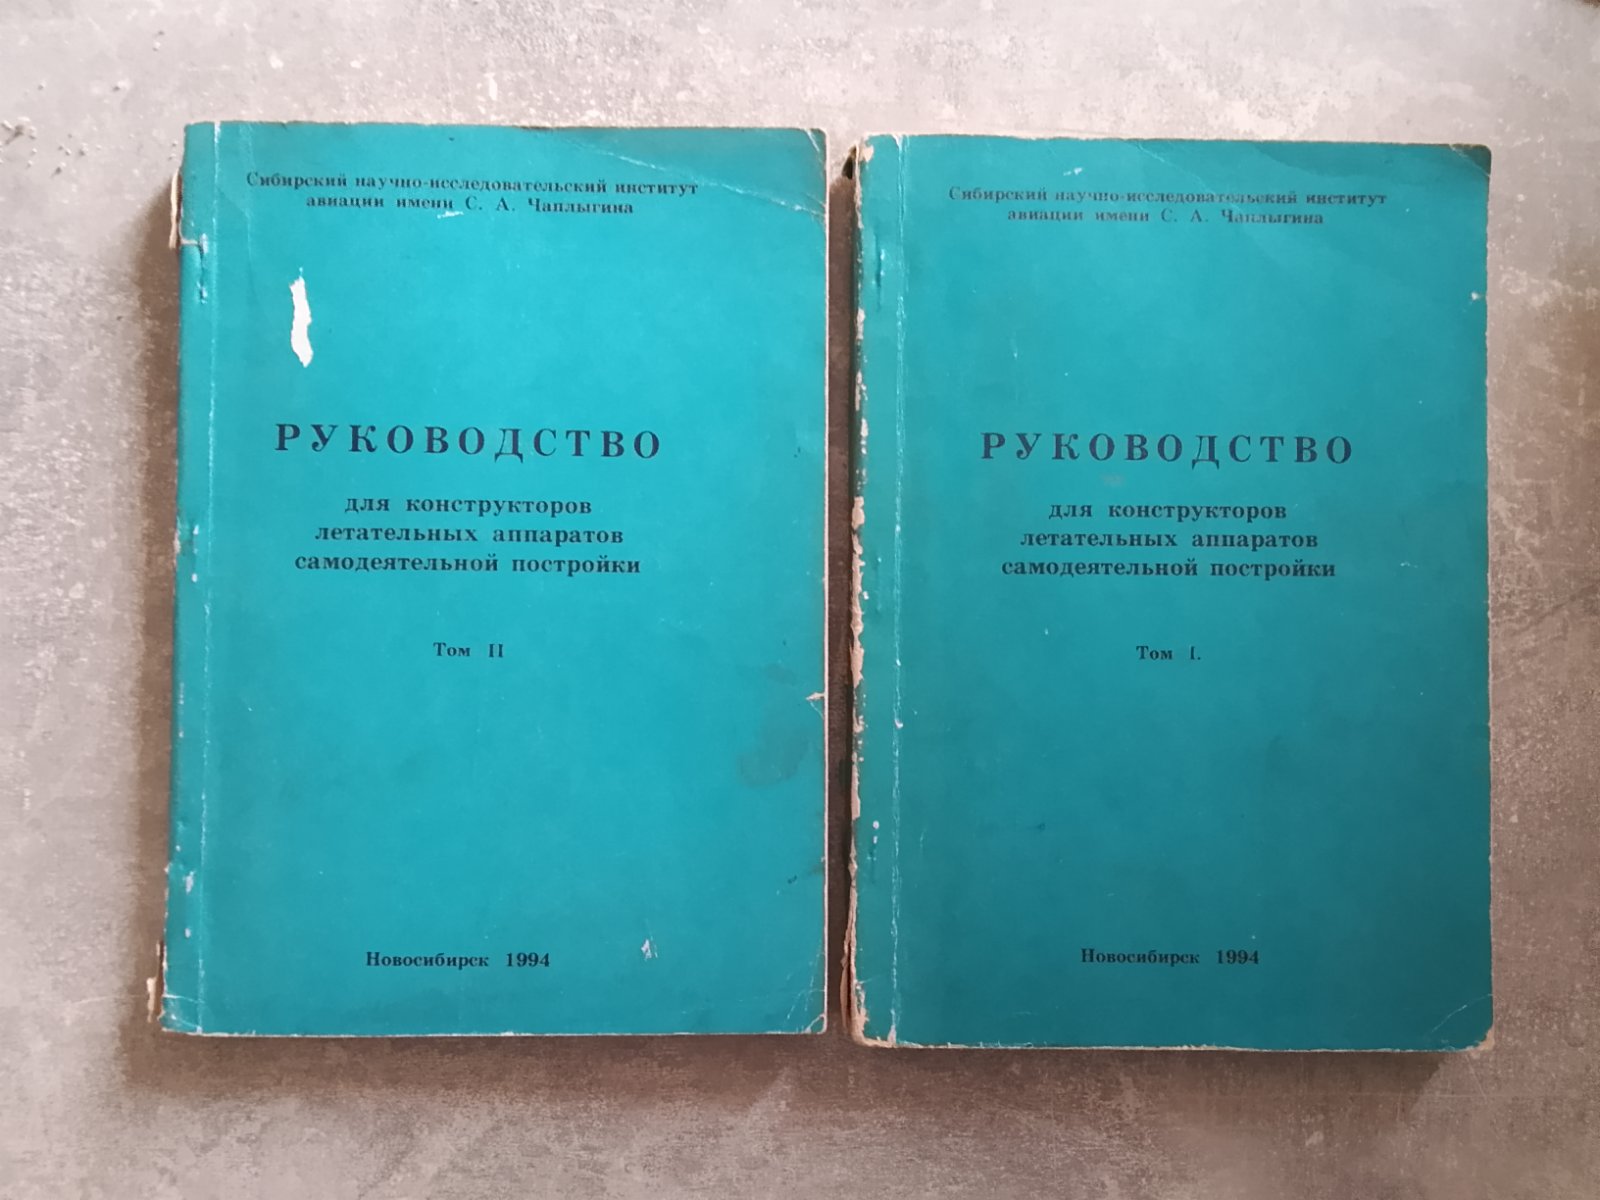 Сибирский научно-исследовательский институт
авиации имени С. А. Чаплыгина
РУКОВОДСТВО
для конструкторов
летательных аппаратов
самодеятельной постройки
Том II
Новосибирск 1994
Сибирский научно-исследовательский институт
авиации имени С. А. Чаплыгина
РУКОВОДСТВО
для конструкторов
летательных аппаратов
самодеятельной постройки
Том I.
Новосибирск 1994